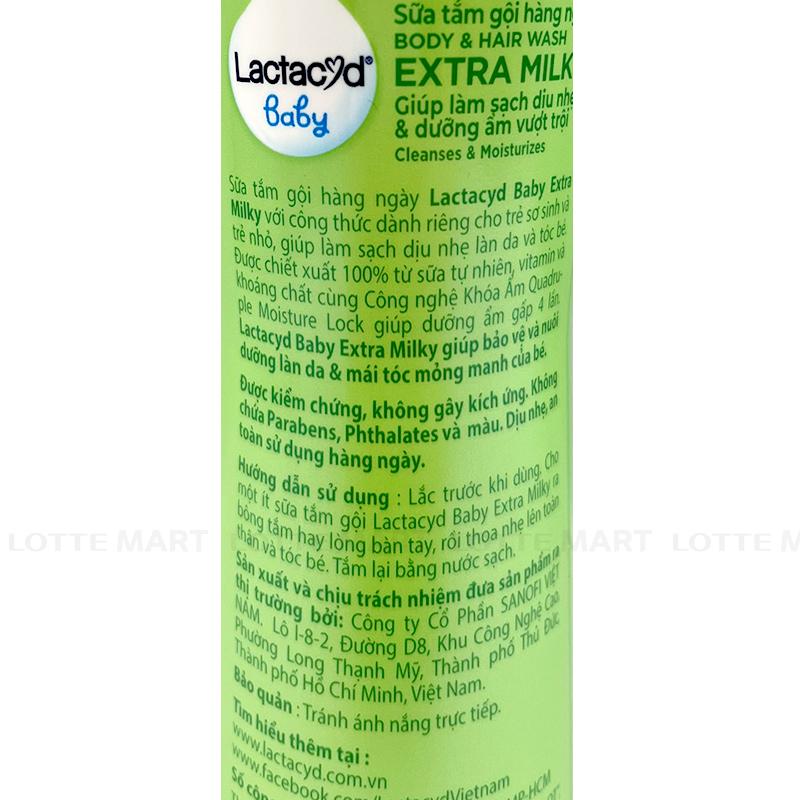 Lactacyd®
baby
Sữa tắm gội hàng
BODY & HAIR WASH
EXTRA MILK
Giúp làm sạch dịu nhẹ
& dưỡng ẩm vượt trội
Cleanses & Moisturizes
Sữa tắm gội hàng ngày Lactacyd Baby Extra
Milky với công thức dành riêng cho trẻ sơ sinh và
trẻ nhỏ, giúp làm sạch dịu nhẹ làn da và tóc bé.
Được chiết xuất 100% từ sữa tự nhiên, vitamin và
khoáng chất cùng Công nghệ Khóa Ẩm Quadru-
ple Moisture Lock giúp dưỡng ẩm gấp 4 lần.
Lactacyd Baby Extra Milky giúp bảo vệ và nuôi
dưỡng làn da & mái tóc mỏng manh của bé.
Được kiểm chứng, không gây kích ứng. Không
chứa Parabens, Phthalates và màu. Dịu nhẹ, an
toàn sử dụng hàng ngày.
Hướng dẫn sử dụng : Lắc trước khi dùng. Cho
một ít sữa tắm gội Lactacyd Baby Extra Milky ra
bông tắm hay lòng bàn tay, rồi thoa nhẹ lên toàn
thân và tóc bé. Tắm lại bằng nước sạch.
Sản xuất và chịu trách nhiệm đưa sản phẩm ra
thị trường bởi: Công ty Cổ Phần SANOFI VIỆT
NAM. Lô I-8-2, Đường D8, Khu Công Nghệ Cao,
Phường Long Thạnh Mỹ, Thành phố Thủ Đức,
Thành phố Hồ Chí Minh, Việt Nam.
Bảo quản : Tránh ánh nắng trực tiếp.
Tìm hiểu thêm tại :
www.lactacyd.com.vn
www.facebook.com/LactacydVietnam
Số công MP-HCM
LOTTE MART LOTTE MART LOTTE M